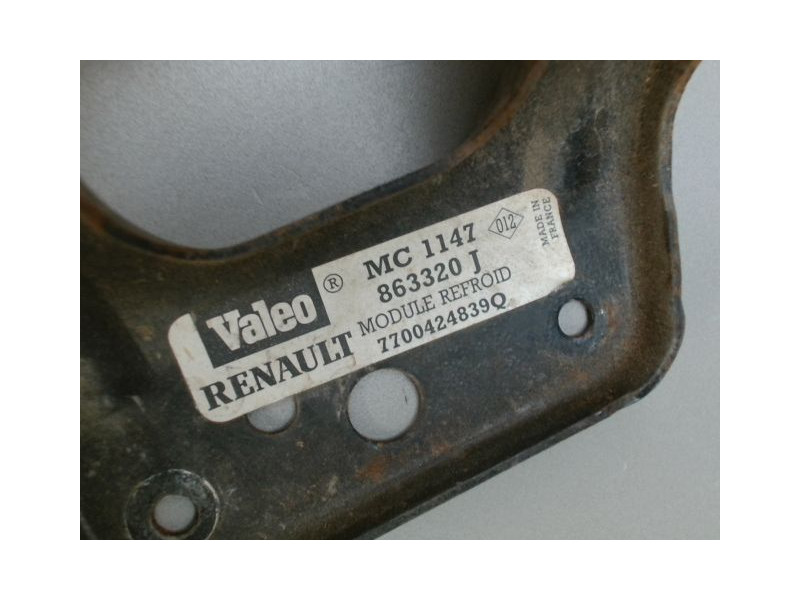 Valeo ® MC 1147 012 MADE IN
FRANCE
863320 J
MODULE REFROID
RENAULT 7700424839Q